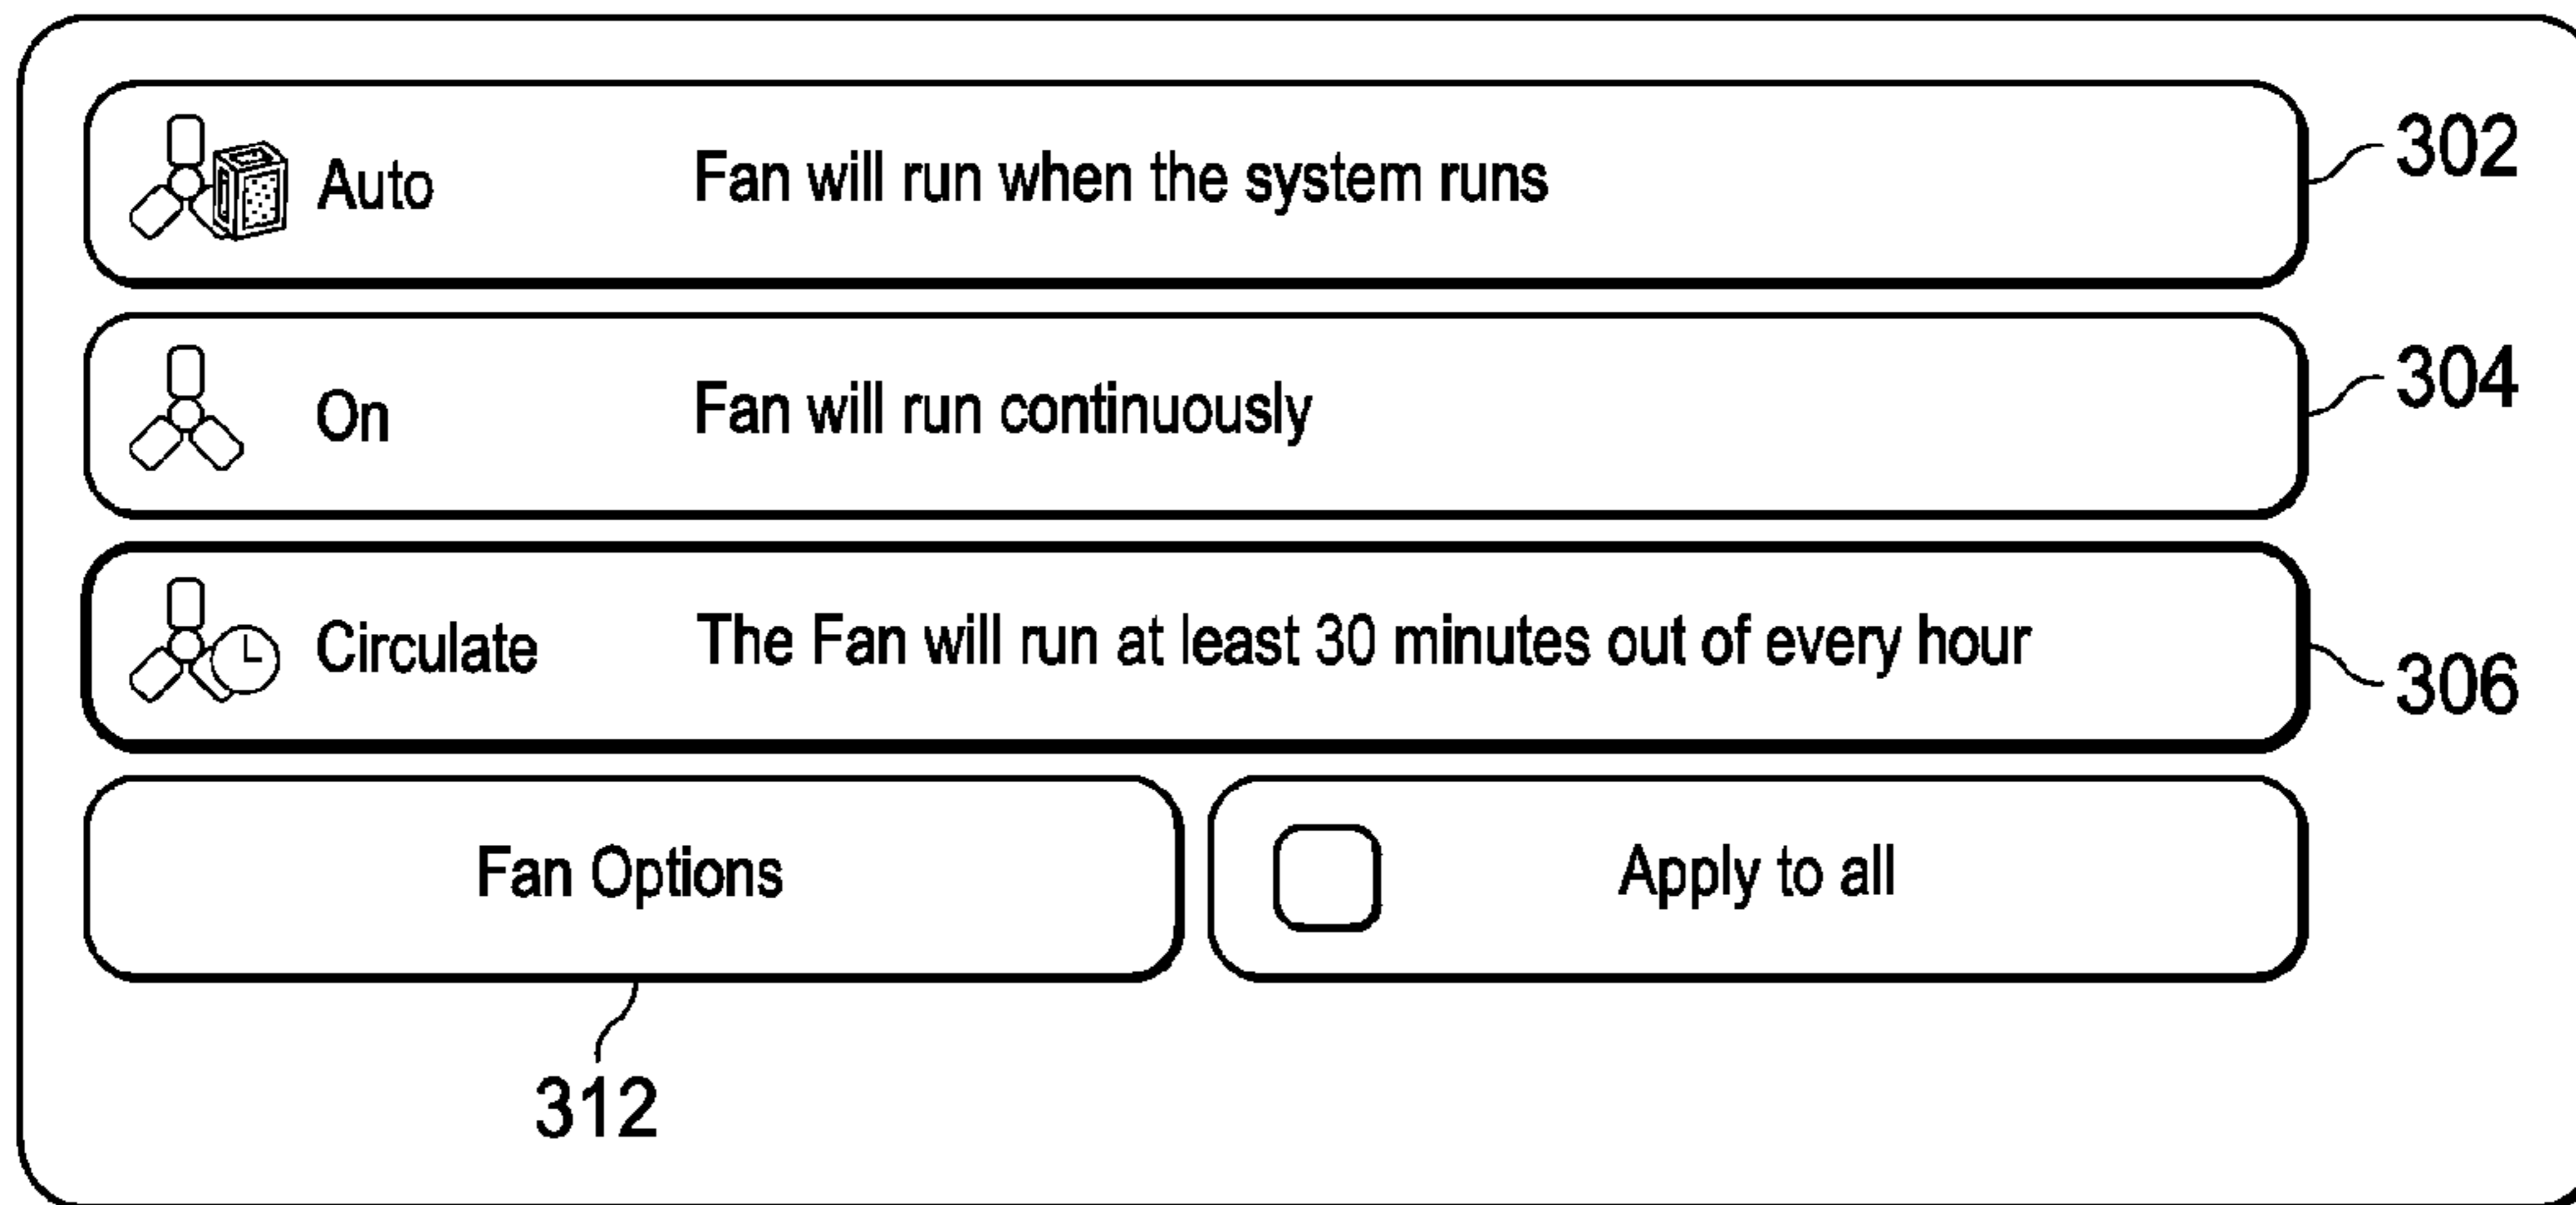 Auto Fan will run when the system runs 302
On Fan will run continuously 304
Circulate The Fan will run at least 30 minutes out of every hour 306
Fan Options Apply to all
312